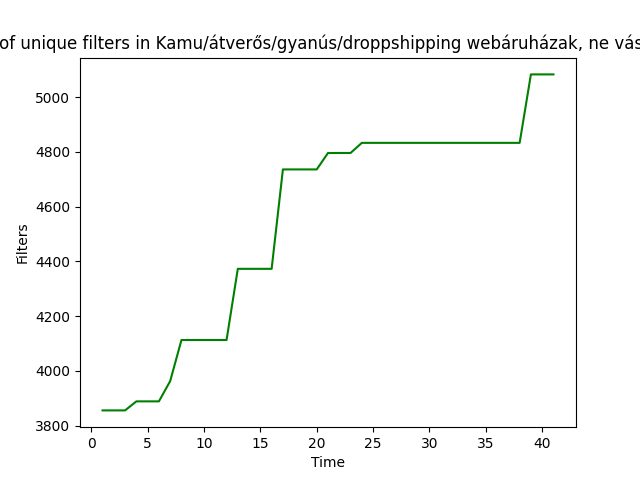 of unique filters in Kamu/átverős/gyanús/droppshipping webáruházak, ne vás
5000
4800
4600
4400
4200
4000
3800
Filters
0 5 10 15 20 25 30 35 40
Time